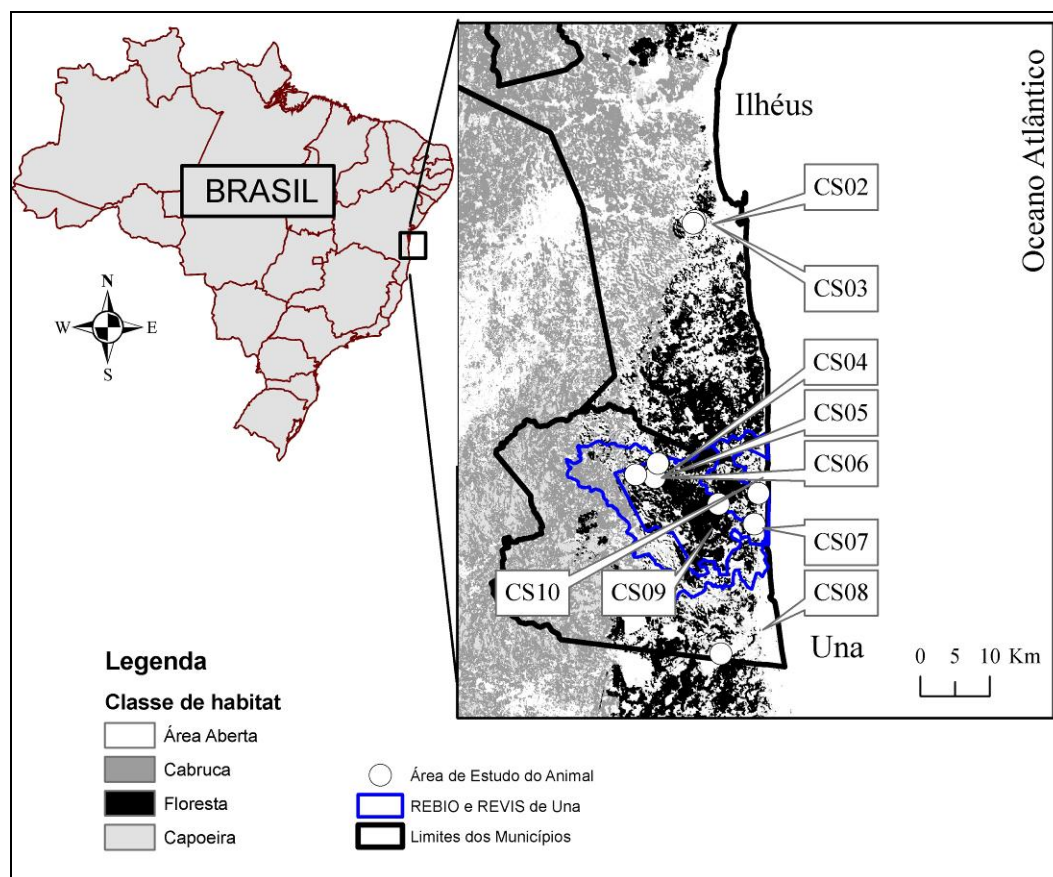 BRASIL
N
W
E
S
Ilhéus
Oceano Atlântico
CS02
CS03
CS04
CS05
CS06
CS07
CS10
CS09
CS08
Una
0 5 10 Km
Legenda
Classe de habitat
Área Aberta
Cabruca
Floresta
Capoeira
Área de Estudo do Animal
REBIO e REVIS de Una
Limites dos Municípios